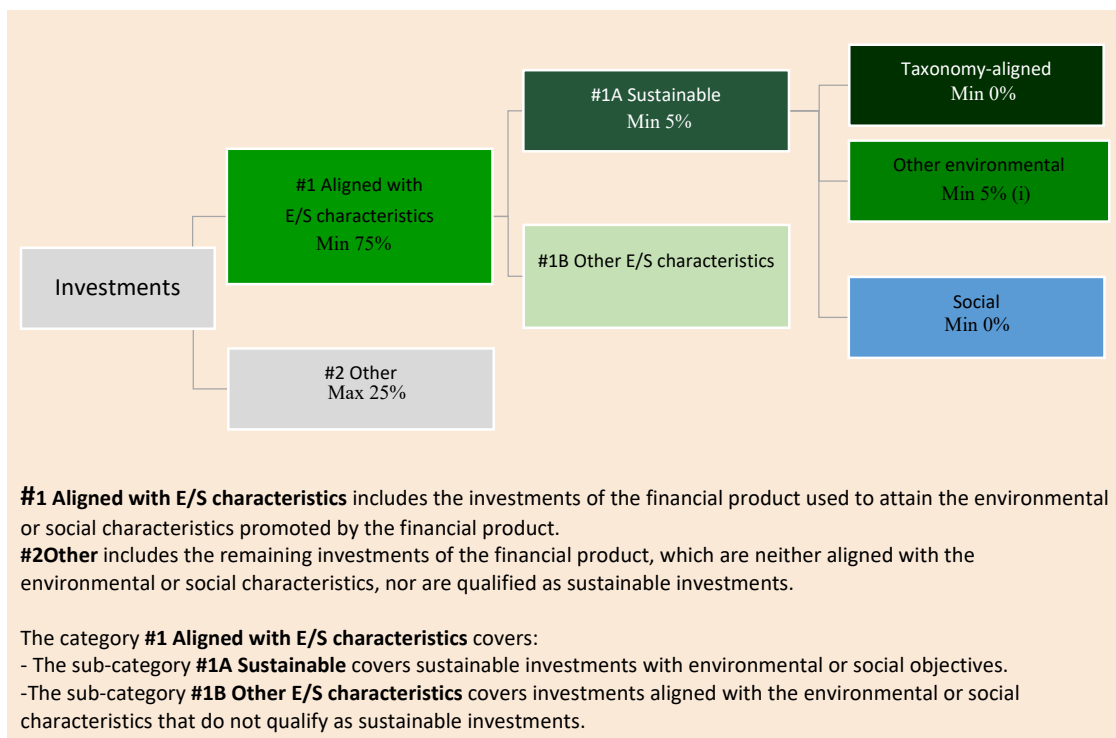 Investments
#1 Aligned with
E/S characteristics
Min 75%
#2 Other
Max 25%
#1A Sustainable
Min 5%
#1B Other E/S characteristics
Taxonomy-aligned
Min 0%
Other environmental
Min 5% (i)
Social
Min 0%
#1 Aligned with E/S characteristics includes the investments of the financial product used to attain the environmental
or social characteristics promoted by the financial product.
#2Other includes the remaining investments of the financial product, which are neither aligned with the
environmental or social characteristics, nor are qualified as sustainable investments.
The category #1 Aligned with E/S characteristics covers:
- The sub-category #1A Sustainable covers sustainable investments with environmental or social objectives.
-The sub-category #1B Other E/S characteristics covers investments aligned with the environmental or social
characteristics that do not qualify as sustainable investments.